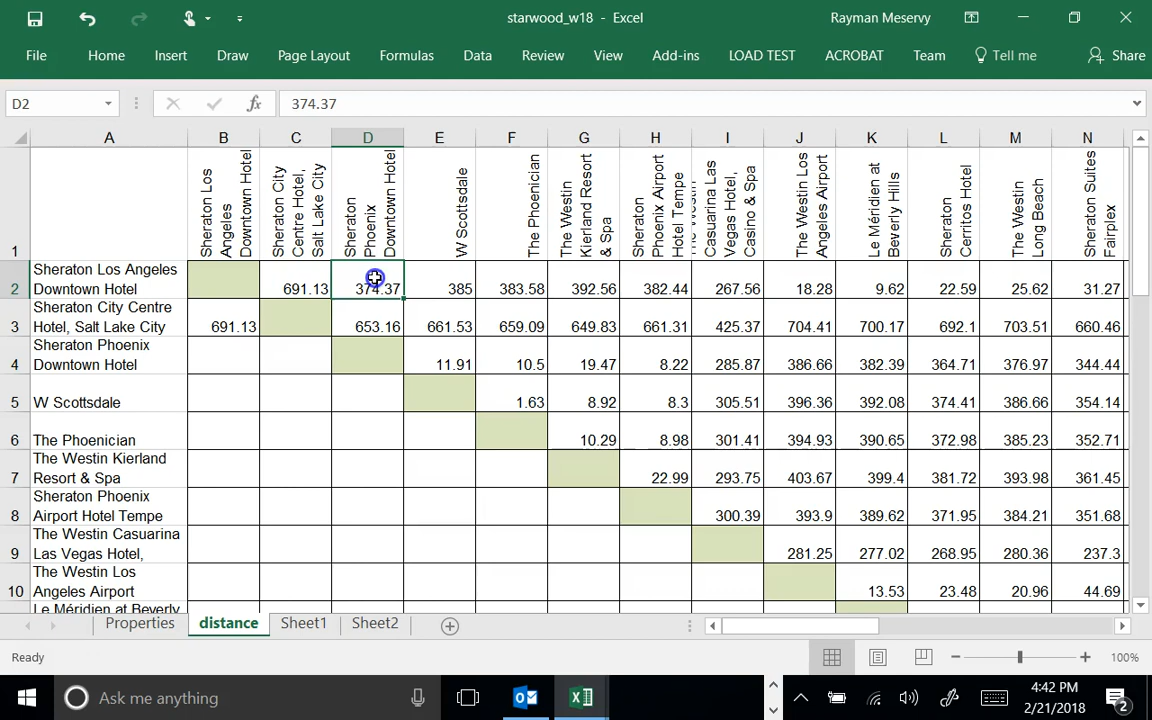 starwood_w18 - Excel
Rayman Meservy
File Home Insert Draw Page Layout Formulas Data Review View Add-ins LOAD TEST ACROBAT Team Tell me Share
D2 fx 374.37
A B C D E F G H I J K L M N
1
Sheraton Los
Angeles
Downtown Hotel
Sheraton City
Centre Hotel,
Salt Lake City
Sheraton
Phoenix
Downtown Hotel
W Scottsdale
The Phoenician
The Westin
Kierland Resort
& Spa
Sheraton
Phoenix Airport
Hotel Tempe
Casuarina Las
Vegas Hotel,
Casino & Spa
The Westin Los
Angeles Airport
Le Méridien at
Beverly Hills
Sheraton
Cerritos Hotel
The Westin
Long Beach
Sheraton Suites
Fairplex
Sheraton Los Angeles
2 Downtown Hotel 691.13 374.37 385 383.58 392.56 382.44 267.56 18.28 9.62 22.59 25.62 31.27
Sheraton City Centre
3 Hotel, Salt Lake City 691.13 653.16 661.53 659.09 649.83 661.31 425.37 704.41 700.17 692.1 703.51 660.46
Sheraton Phoenix
4 Downtown Hotel 11.91 10.5 19.47 8.22 285.87 386.66 382.39 364.71 376.97 344.44
5 W Scottsdale 1.63 8.92 8.3 305.51 396.36 392.08 374.41 386.66 354.14
6 The Phoenician 10.29 8.98 301.41 394.93 390.65 372.98 385.23 352.71
The Westin Kierland
7 Resort & Spa 22.99 293.75 403.67 399.4 381.72 393.98 361.45
Sheraton Phoenix
8 Airport Hotel Tempe 300.39 393.9 389.62 371.95 384.21 351.68
The Westin Casuarina
9 Las Vegas Hotel, 281.25 277.02 268.95 280.36 237.3
The Westin Los
10 Angeles Airport 13.53 23.48 20.96 44.69
Le Méridien at Beverly
Properties distance Sheet1 Sheet2
Ready 100%
Ask me anything
4:42 PM
2/21/2018
2